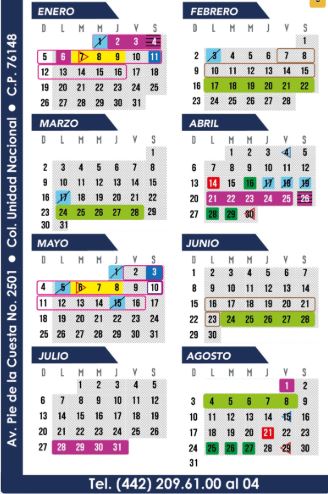 ENERO
D L M M J V S
1 2 3 4
5 6 7 8 9 10 11
12 13 14 15 16 17 18
19 20 21 22 23 24 25
26 27 28 29 30 31
FEBRERO
D L M M J V S
1
2 3 4 5 6 7 8
9 10 11 12 13 14 15
16 17 18 19 20 21 22
23 24 25 26 27 28
MARZO
D L M M J V S
1
2 3 4 5 6 7 8
9 10 11 12 13 14 15
16 17 18 19 20 21 22
23 24 25 26 27 28 29
30 31
ABRIL
D L M M J V S
1 2 3 4 5
6 7 8 9 10 11 12
13 14 15 16 17 18 19
20 21 22 23 24 25 26
27 28 29 30
MAYO
D L M M J V S
1 2 3
4 5 6 7 8 9 10
11 12 13 14 15 16 17
18 19 20 21 22 23 24
25 26 27 28 29 30 31
JUNIO
D L M M J V S
1 2 3 4 5 6 7
8 9 10 11 12 13 14
15 16 17 18 19 20 21
22 23 24 25 26 27 28
29 30
JULIO
D L M M J V S
1 2 3 4 5
6 7 8 9 10 11 12
13 14 15 16 17 18 19
20 21 22 23 24 25 26
27 28 29 30 31
AGOSTO
D L M M J V S
1 2
3 4 5 6 7 8 9
10 11 12 13 14 15 16
17 18 19 20 21 22 23
24 25 26 27 28 29 30
31
Av. Pie de la Cuesta No. 2501 • Col. Unidad Nacional • C.P. 76148
Tel. (442) 209.61.00 al 04